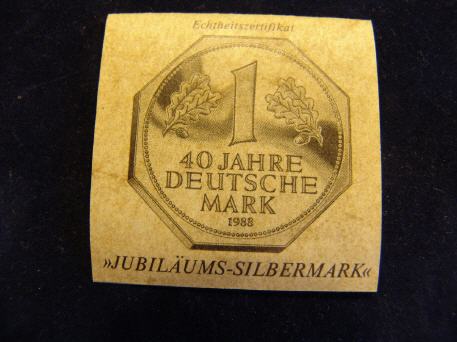 Echtheitszertifikat
1
40 JAHRE
DEUTSCHE
MARK
1988
»JUBILÄUMS-SILBERMARK«